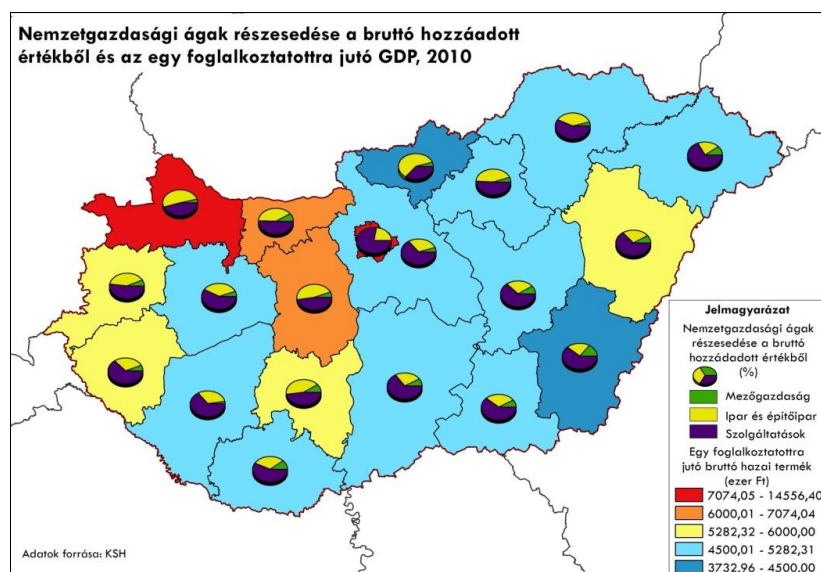 Nemzetgazdasági ágak részesedése a bruttó hozzáadott
értékből és az egy foglalkoztatottra jutó GDP, 2010
Jelmagyarázat
Nemzetgazdasági ágak
részesedése a bruttó
hozzádadott értékből
(%)
Mezőgazdaság
Ipar és építőipar
Szolgáltatások
Egy foglalkoztatottra
jutó bruttó hazai termék
(ezer Ft)
7074,05 - 14556,40
6000,01 - 7074,04
5282,32 - 6000,00
4500,01 - 5282,31
3732,96 - 4500,00
Adatok forrása: KSH